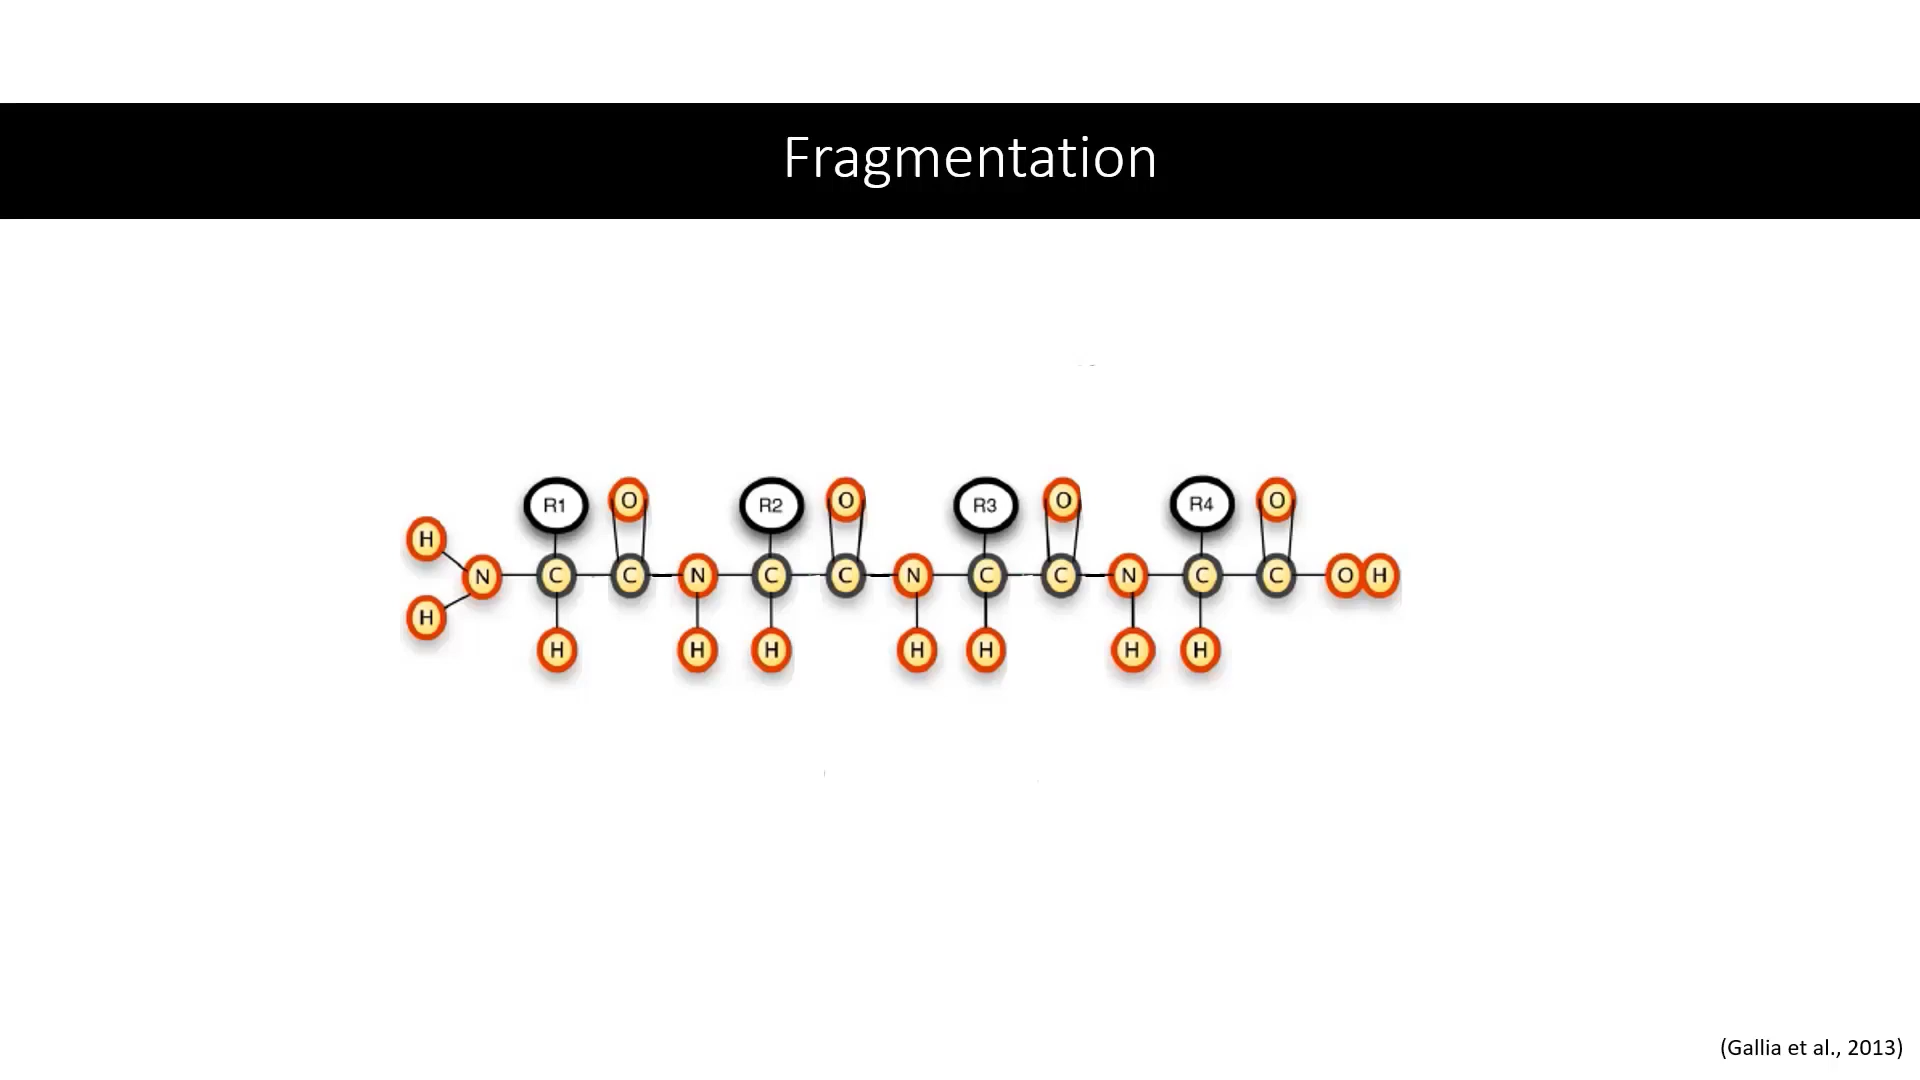 Fragmentation
R1 O R2 O R3 O R4 O
H
N C C N C C N C C N C C O H
H
H H H H H H H
(Gallia et al., 2013)